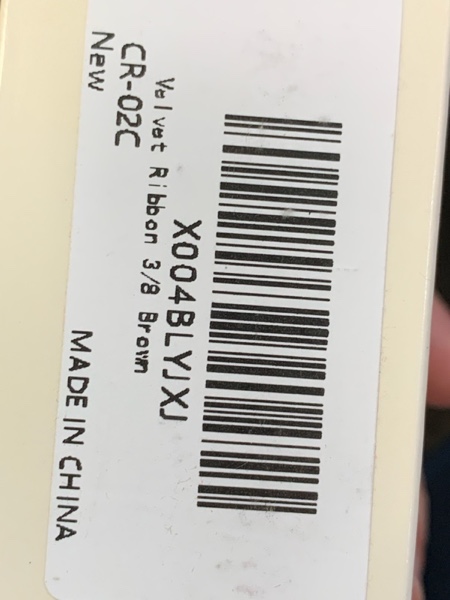 X004BLYJXJ
Velvet Ribbon 3/8 Brown
CR-02C
New
MADE IN CHINA